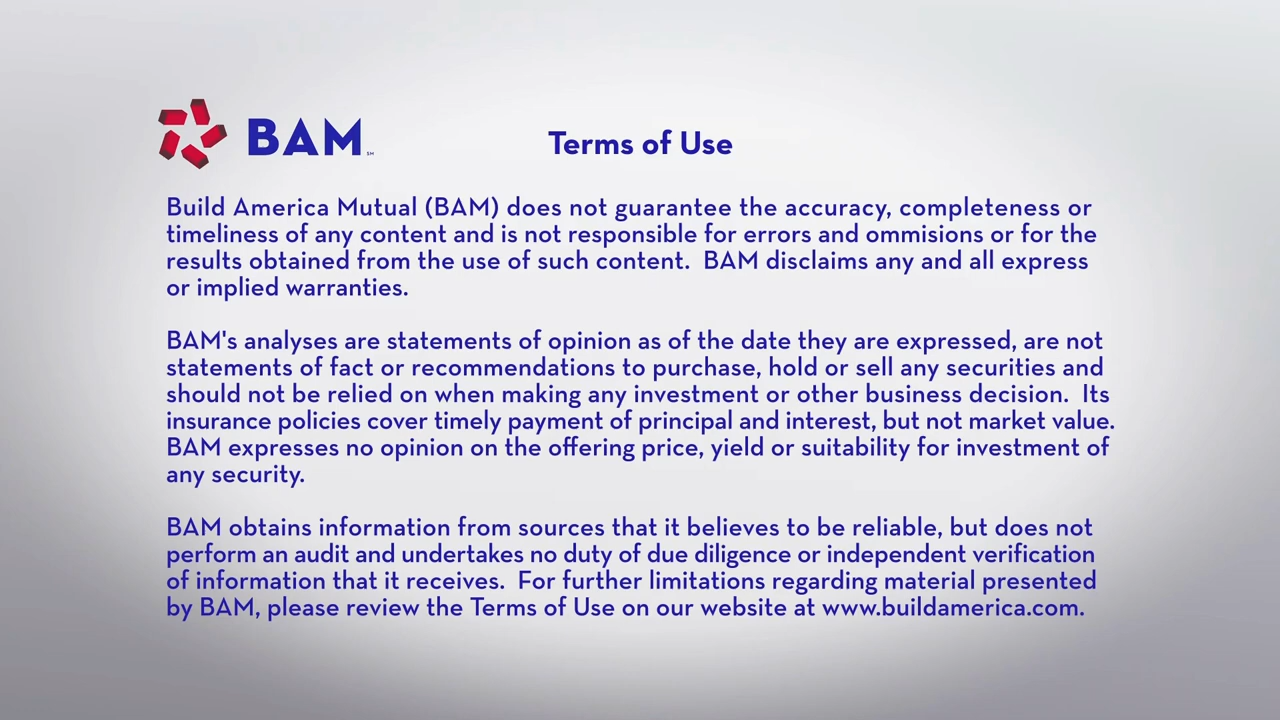 BAM
SM
Terms of Use
Build America Mutual (BAM) does not guarantee the accuracy, completeness or
timeliness of any content and is not responsible for errors and ommisions or for the
results obtained from the use of such content.  BAM disclaims any and all express
or implied warranties.
BAM's analyses are statements of opinion as of the date they are expressed, are not
statements of fact or recommendations to purchase, hold or sell any securities and
should not be relied on when making any investment or other business decision.  Its
insurance policies cover timely payment of principal and interest, but not market value.
BAM expresses no opinion on the offering price, yield or suitability for investment of
any security.
BAM obtains information from sources that it believes to be reliable, but does not
perform an audit and undertakes no duty of due diligence or independent verification
of information that it receives.  For further limitations regarding material presented
by BAM, please review the Terms of Use on our website at www.buildamerica.com.